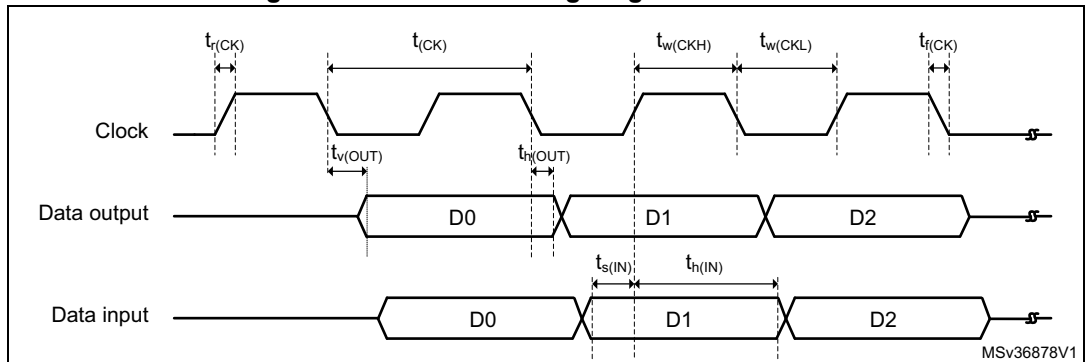 t_r(CK) t_(CK) t_w(CKH) t_w(CKL) t_f(CK)
Clock
t_v(OUT) t_h(OUT)
Data output D0 D1 D2
t_s(IN) t_h(IN)
Data input D0 D1 D2
MSv36878V1